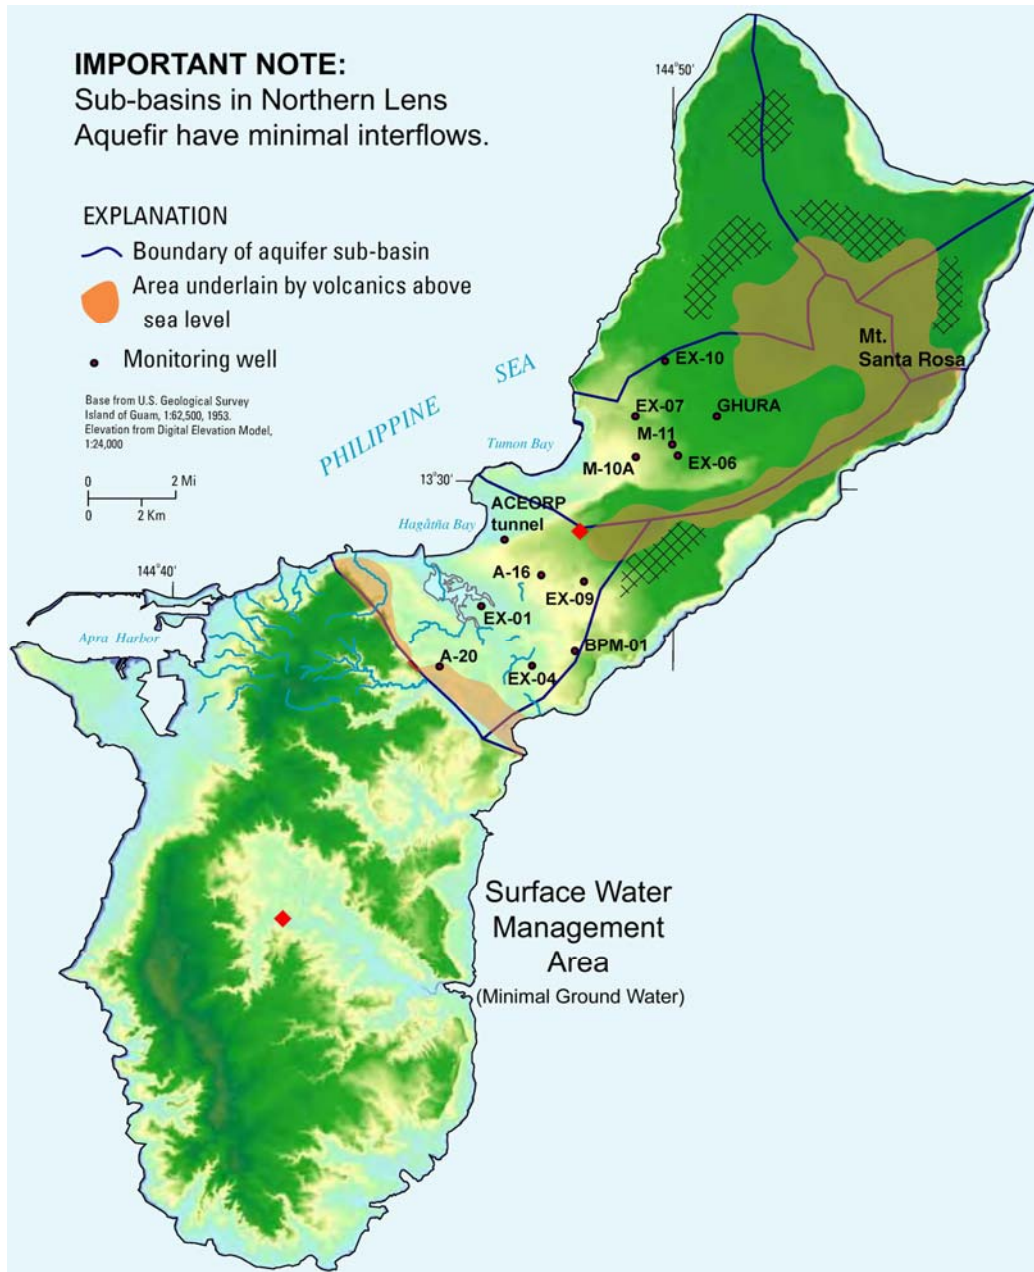 IMPORTANT NOTE:
Sub-basins in Northern Lens
Aquefir have minimal interflows.
EXPLANATION
Boundary of aquifer sub-basin
Area underlain by volcanics above
sea level
Monitoring well
Base from U.S. Geological Survey
Island of Guam, 1:62,500, 1953.
Elevation from Digital Elevation Model,
1:24,000
0 2 Mi
0 2 Km
144°50'
PHILIPPINE SEA
Mt.
Santa Rosa
EX-10
EX-07
GHURA
M-11
M-10A
EX-06
Tumon Bay
13°30'
ACEORP
tunnel
Hagåtña Bay
144°40'
A-16
EX-09
EX-01
Apra Harbor
BPM-01
A-20
EX-04
Surface Water
Management
Area
(Minimal Ground Water)